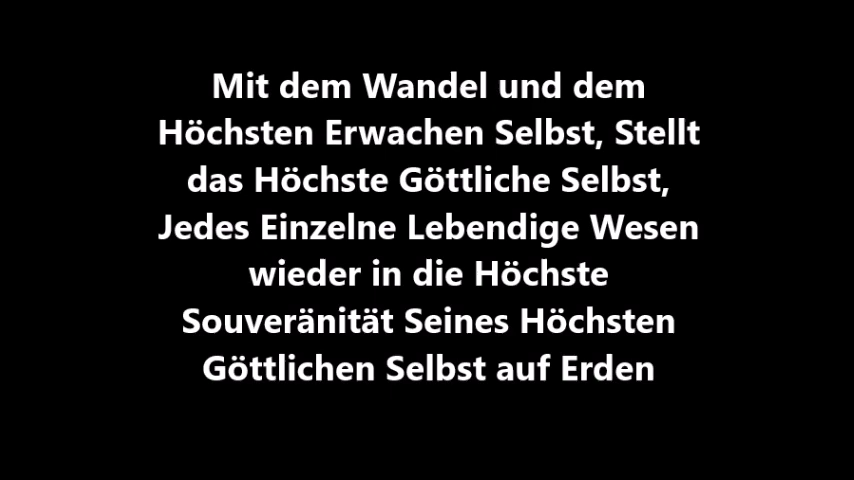 Mit dem Wandel und dem
Höchsten Erwachen Selbst, Stellt
das Höchste Göttliche Selbst,
Jedes Einzelne Lebendige Wesen
wieder in die Höchste
Souveränität Seines Höchsten
Göttlichen Selbst auf Erden